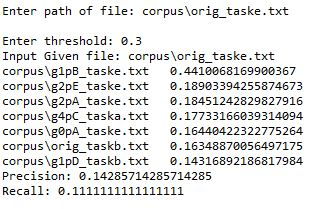 Enter path of file: corpus\orig_taske.txt
Enter threshold: 0.3
Input Given file: corpus\orig_taske.txt
corpus\g1pB_taske.txt 0.44100681699900367
corpus\g2pE_taske.txt 0.18903394255874673
corpus\g2pA_taske.txt 0.18451242829827916
corpus\g4pC_taska.txt 0.17733166039314094
corpus\g0pA_taske.txt 0.16440422322775264
corpus\orig_taskb.txt 0.16348870056497175
corpus\g1pD_taskb.txt 0.14316892186817984
Precision: 0.14285714285714285
Recall: 0.1111111111111111